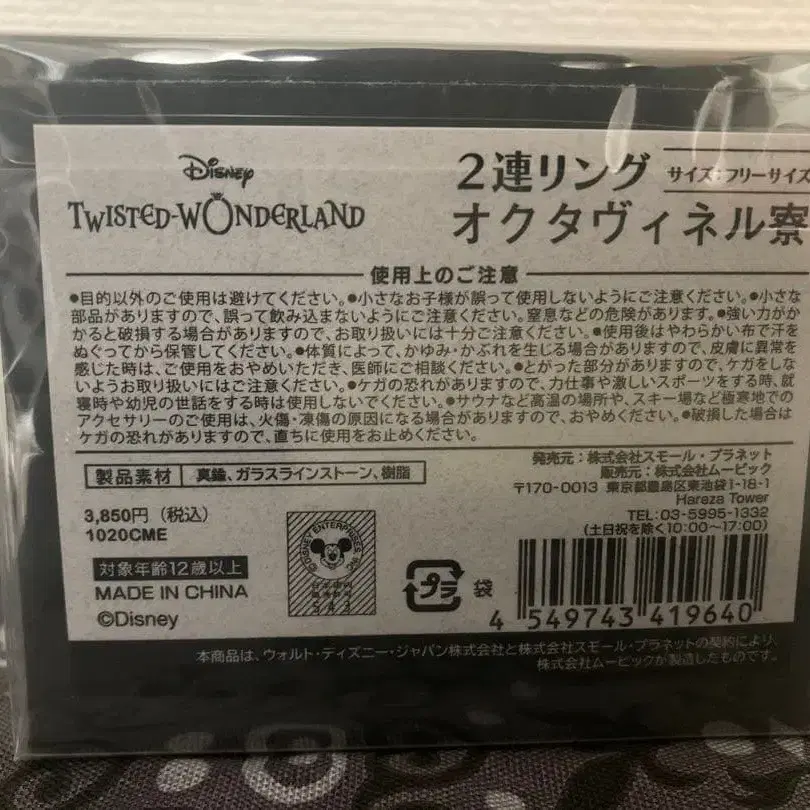 Disney
TWISTED-WONDERLAND
2連リング サイズ:フリーサイズ
オクタヴィネル寮
使用上のご注意
●目的以外のご使用は避けてください。●小さなお子様が誤って使用しないようにご注意ください。●小さな
部品がありますので、誤って飲み込まないようにご注意ください。窒息などの危険があります。●強い力がか
かると破損する場合がありますので、お取り扱いには十分ご注意ください。●使用後はやわらかい布で汗を
ぬぐってから保管してください。●体質によって、かゆみ・かぶれを生じる場合がありますので、皮膚に異常を
感じた時は、ご使用をおやめいただき、医師にご相談ください。●とがった部分がありますので、ケガをし
ないようお取り扱いにはご注意ください。●ケガの恐れがありますので、力仕事や激しいスポーツをする時、就
寝時や幼児の世話をする時は使用しないでください。●サウナなど高温の場所や、スキー場など極寒地での
アクセサリーのご使用は、火傷・凍傷の原因になる場合がありますので、おやめください。●破損した場合は
ケガの恐れがありますので、直ちに使用をお止めください。
製品素材 真鍮、ガラスラインストーン、樹脂
発売元:株式会社スモール・プラネット
販売元:株式会社ムービック
〒170-0013 東京都豊島区東池袋1-18-1
Hareza Tower
TEL:03-5995-1332
(土日祝を除く10:00~17:00)
3,850円(税込)
1020CME
対象年齢12歳以上
MADE IN CHINA
©Disney
©DISNEY ENTERPRISES, INC.
543
プラ 袋
4 549743 419640
本商品は、ウォルト・ディズニー・ジャパン株式会社と株式会社スモール・プラネットの契約により、
株式会社ムービックが製造したものです。